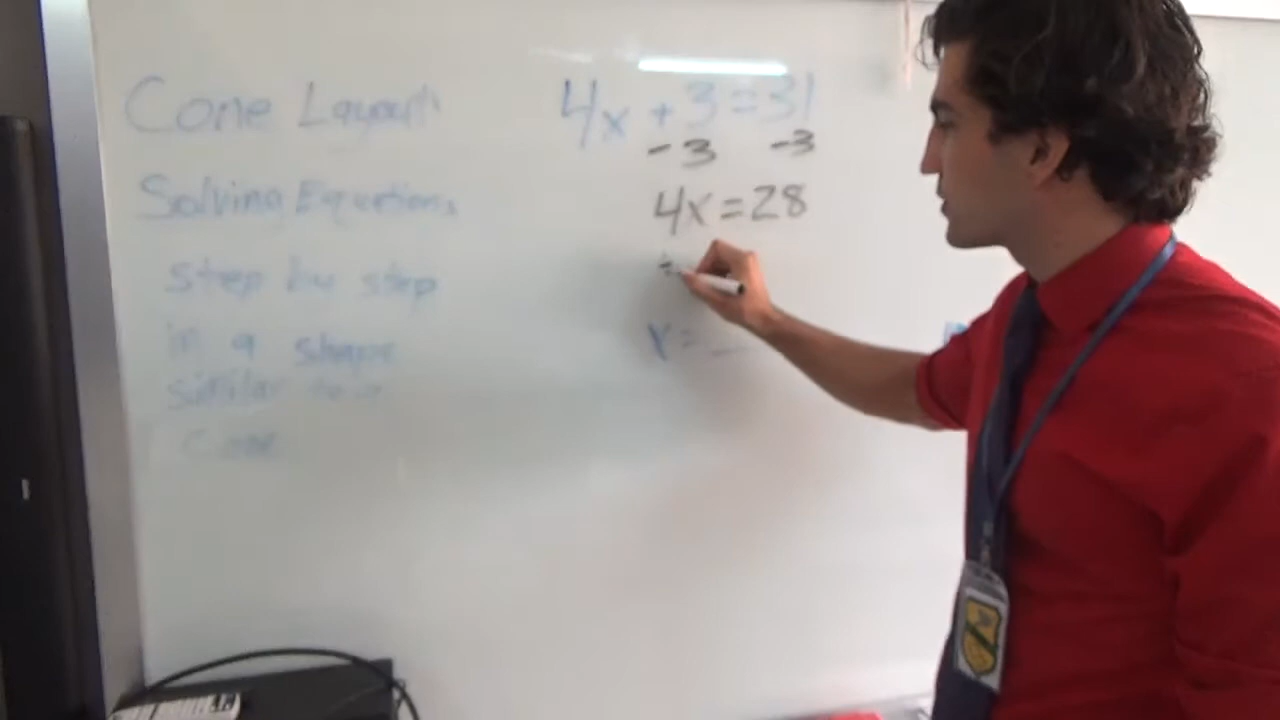 Cone Layout:
Solving Equations
step by step
in a shape
similar to a
Cone
4x + 3 = 31
-3 -3
4x = 28
÷
x = _